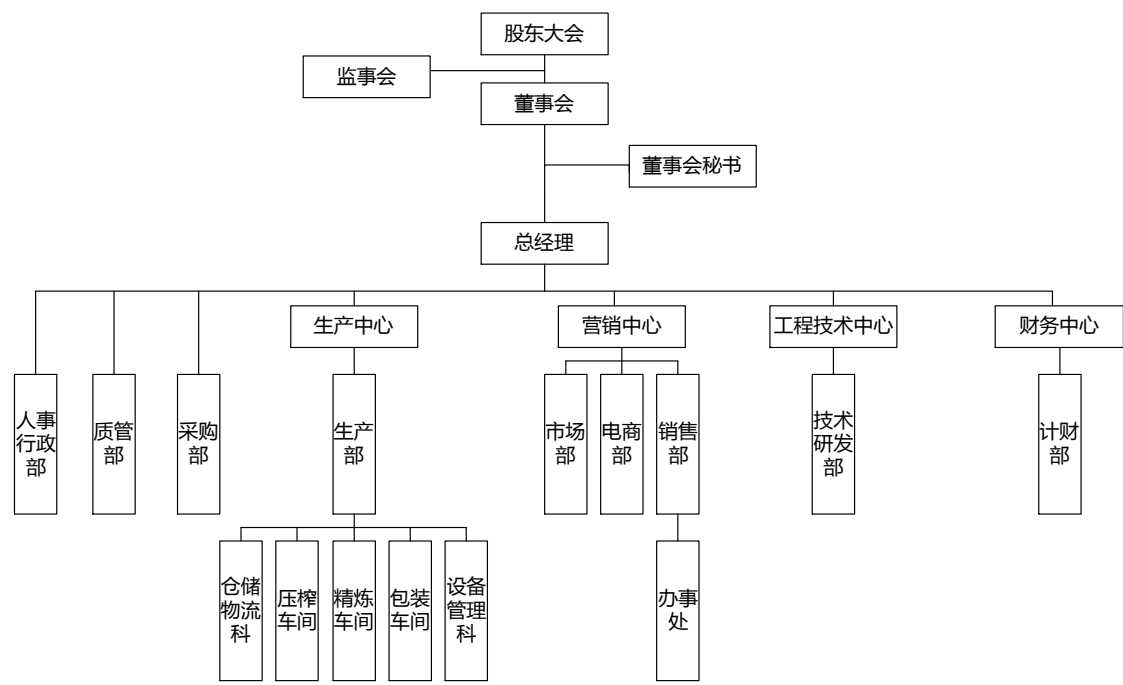 股东大会
监事会
董事会
董事会秘书
总经理
生产中心
营销中心
工程技术中心
财务中心
人事
行政
部
质管
部
采购
部
生产
部
市场
部
电商
部
销售
部
技术
研发
部
计财
部
仓储
物流
科
压榨
车间
精炼
车间
包装
车间
设备
管理
科
办事
处